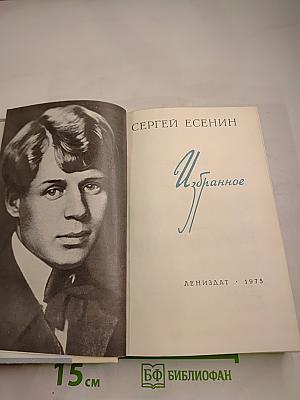 СЕРГЕЙ ЕСЕНИН
Избранное
ЛЕНИЗДАТ · 1975
15 см
БФ БИБЛИОФАН